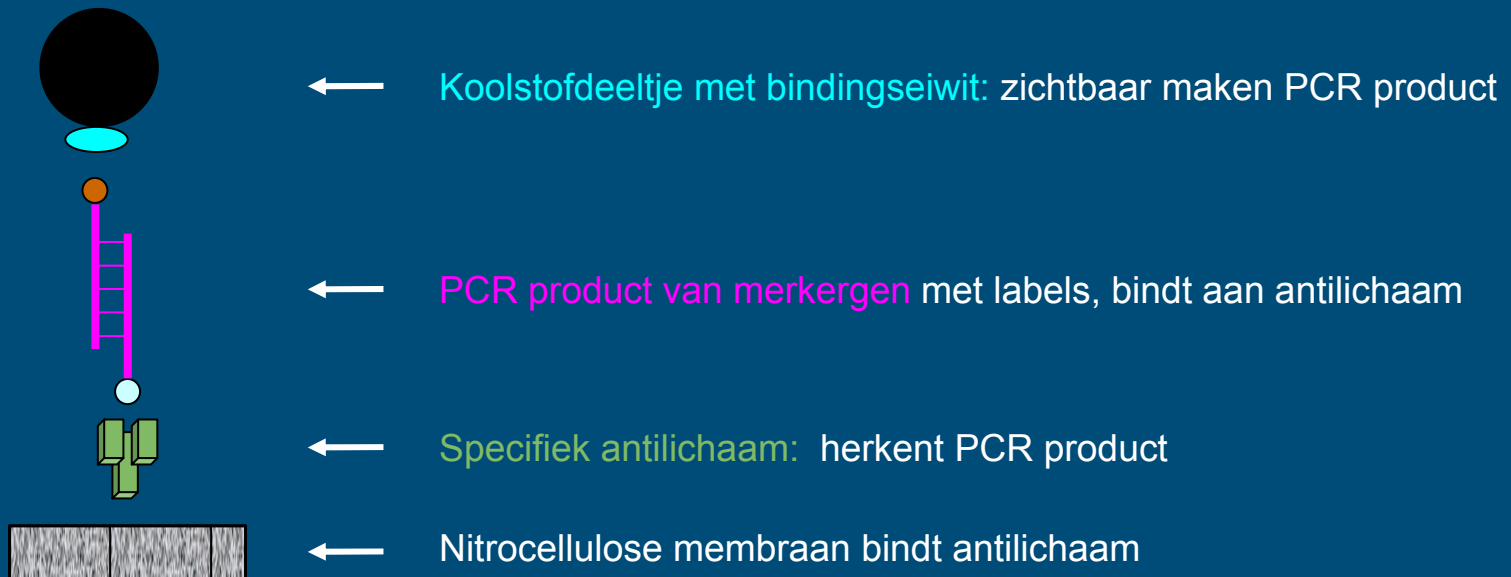 Koolstofdeeltje met bindingseiwit: zichtbaar maken PCR product
PCR product van merkergen met labels, bindt aan antilichaam
Specifiek antilichaam: herkent PCR product
Nitrocellulose membraan bindt antilichaam